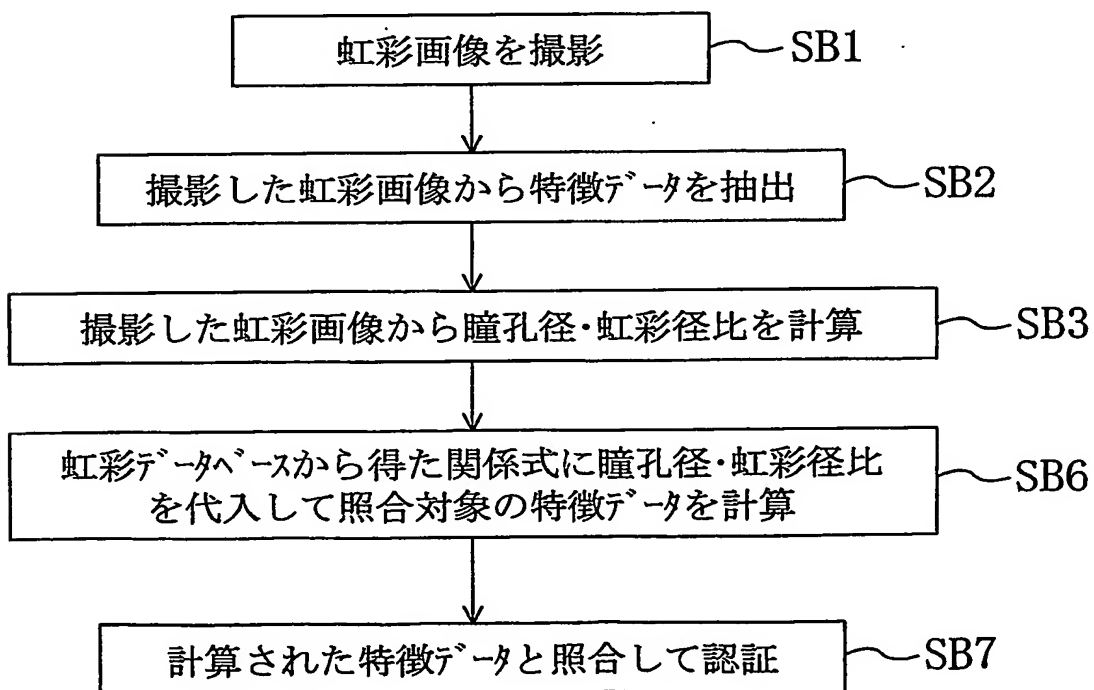 虹彩画像を撮影
SB1
撮影した虹彩画像から特徴データを抽出
SB2
撮影した虹彩画像から瞳孔径・虹彩径比を計算
SB3
虹彩データベースから得た関係式に瞳孔径・虹彩径比
を代入して照合対象の特徴データを計算
SB6
計算された特徴データと照合して認証
SB7